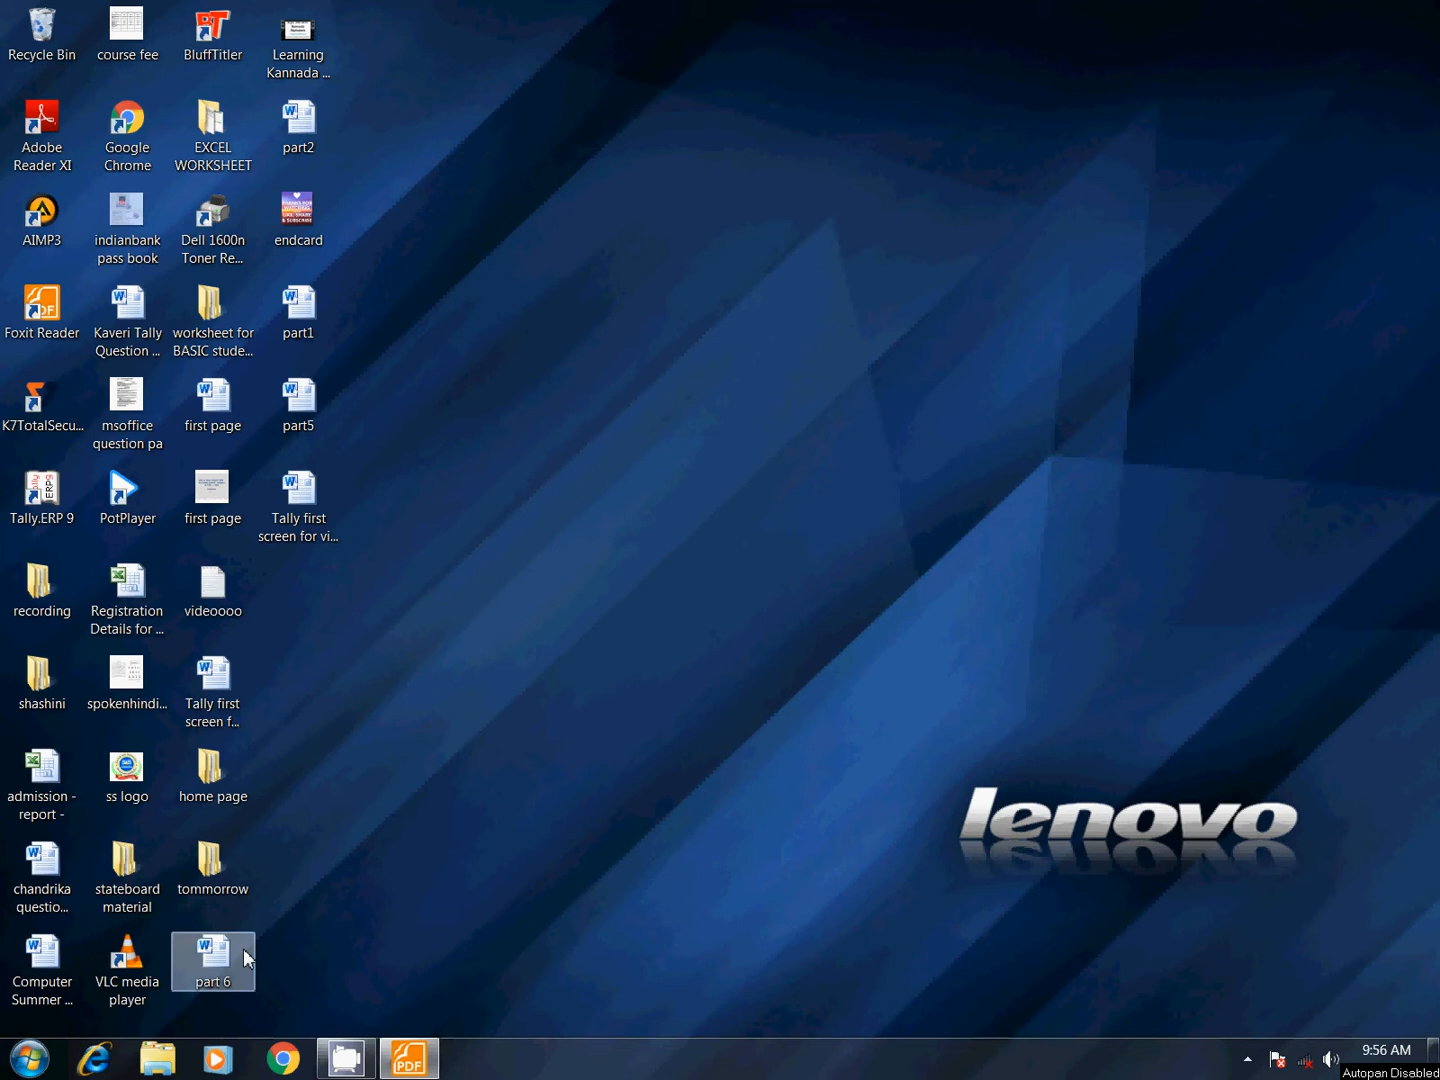 Recycle Bin
course fee
BluffTitler
Learning
Kannada ...
Adobe
Reader XI
Google
Chrome
EXCEL
WORKSHEET
part2
AIMP3
indianbank
pass book
Dell 1600n
Toner Re...
endcard
Foxit Reader
Kaveri Tally
Question ...
worksheet for
BASIC stude...
part1
K7TotalSecu...
msoffice
question pa
first page
part5
Tally.ERP 9
PotPlayer
first page
Tally first
screen for vi...
recording
Registration
Details for ...
videoooo
shashini
spokenhindi...
Tally first
screen f...
admission -
report -
ss logo
home page
chandrika
questio...
stateboard
material
tommorrow
Computer
Summer ...
VLC media
player
part 6
lenovo
PDF
9:56 AM
Autopan Disabled